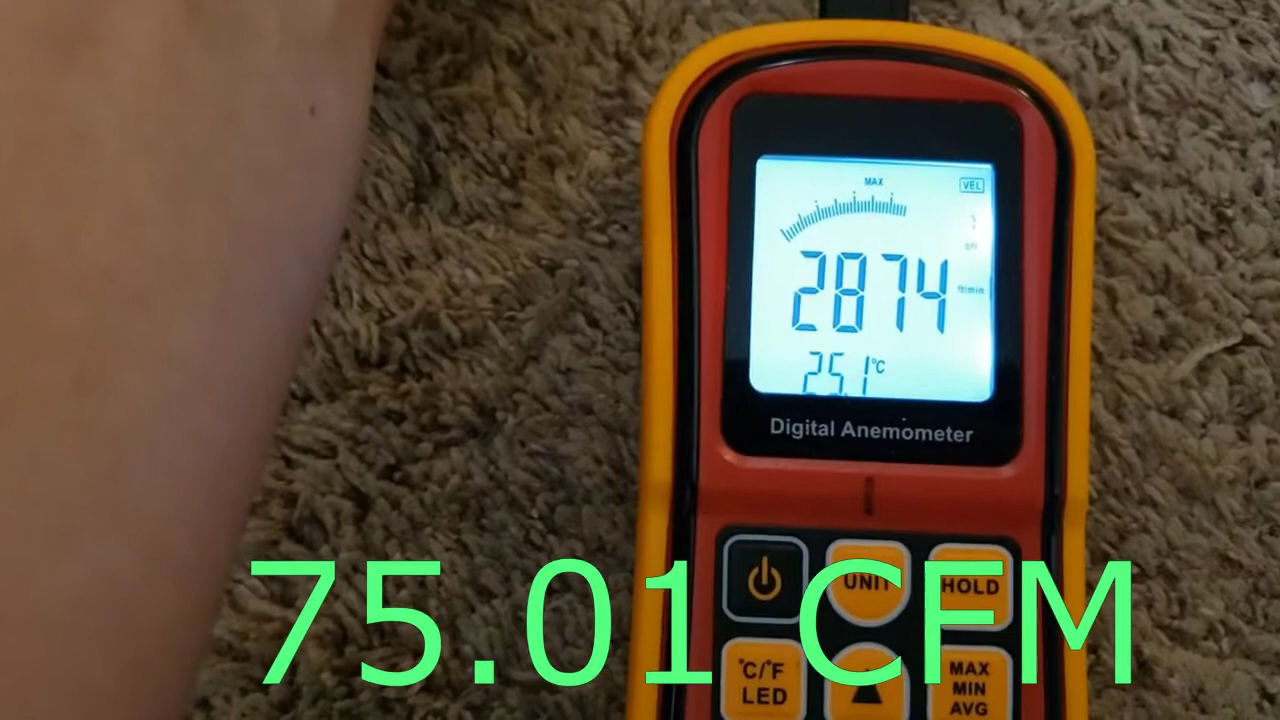 MAX
VEL
2874 ft/min
25.1°C
Digital Anemometer
UNIT HOLD
75.01 CFM
°C/°F
LED
MAX
MIN
AVG